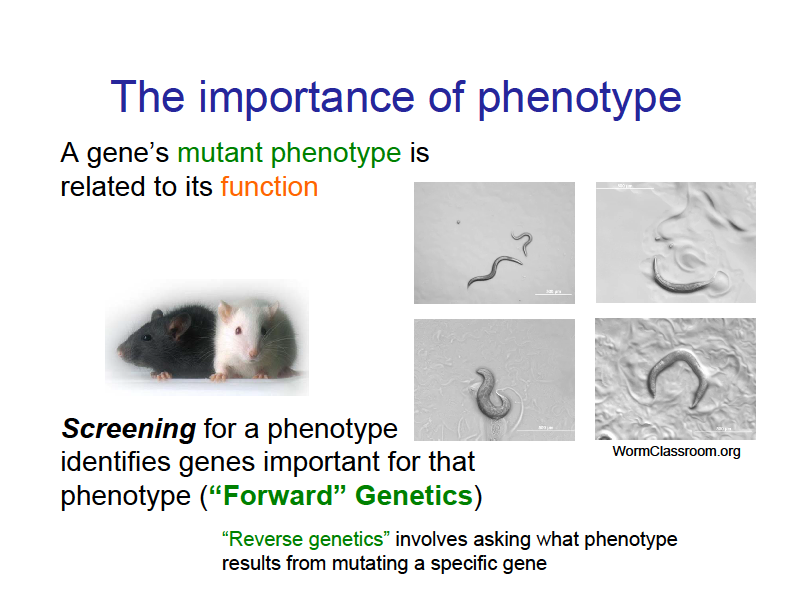 The importance of phenotype
A gene’s mutant phenotype is
related to its function
Screening for a phenotype
identifies genes important for that
phenotype (“Forward” Genetics)
WormClassroom.org
“Reverse genetics” involves asking what phenotype
results from mutating a specific gene